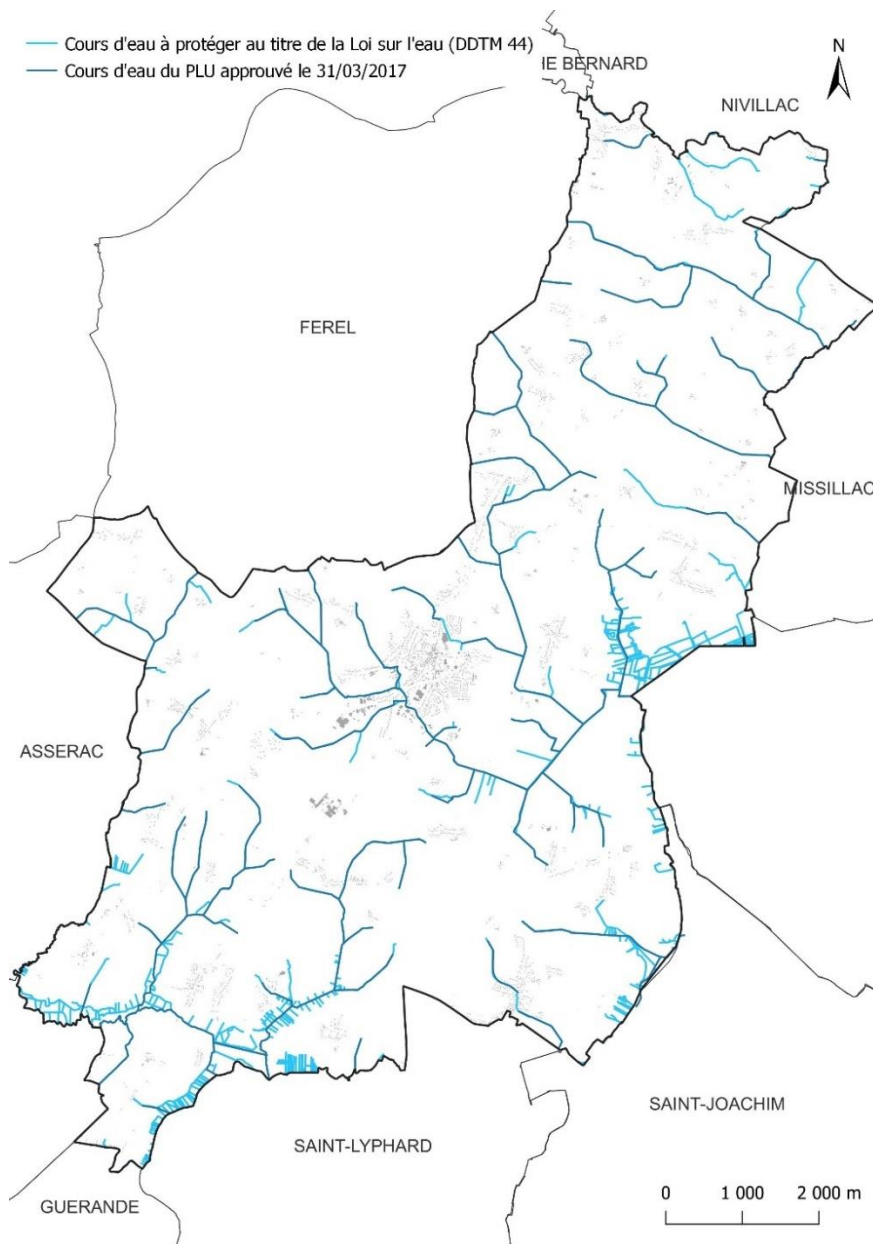 Cours d'eau à protéger au titre de la Loi sur l'eau (DDTM 44)
Cours d'eau du PLU approuvé le 31/03/2017
HE BERNARD
N
NIVILLAC
FEREL
MISSILLAC
ASSERAC
SAINT-JOACHIM
SAINT-LYPHARD
GUERANDE
0 1 000 2 000 m